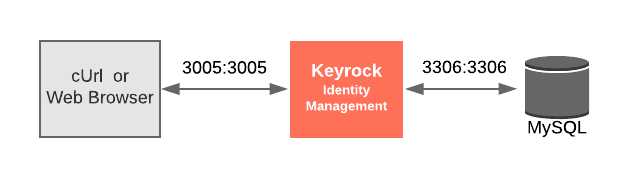 cUrl or
Web Browser
3005:3005
Keyrock
Identity
Management
3306:3306
MySQL